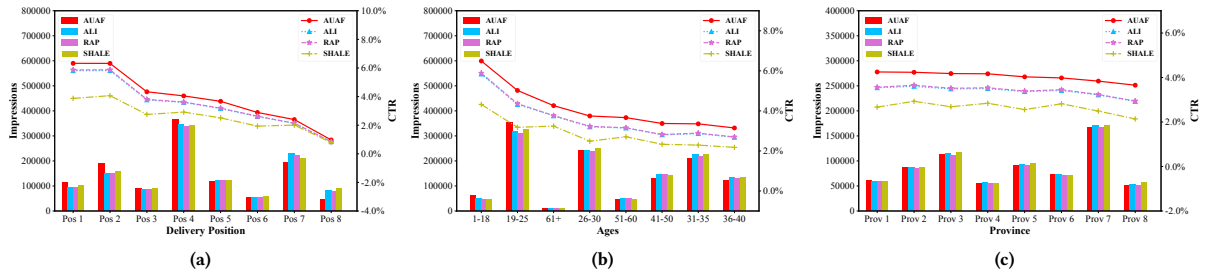 800000
700000
600000
500000
400000
300000
200000
100000
0
Impressions
10.0%
8.0%
6.0%
4.0%
2.0%
0.0%
-2.0%
-4.0%
CTR
AUAF
ALI
RAP
SHALE
AUAF
ALI
RAP
SHALE
Pos 1 Pos 2 Pos 3 Pos 4 Pos 5 Pos 6 Pos 7 Pos 8
Delivery Position
(a)
800000
700000
600000
500000
400000
300000
200000
100000
0
Impressions
8.0%
6.0%
4.0%
2.0%
0.0%
CTR
AUAF
ALI
RAP
SHALE
AUAF
ALI
RAP
SHALE
1-18 19-25 61+ 26-30 51-60 41-50 31-35 36-40
Ages
(b)
400000
350000
300000
250000
200000
150000
100000
50000
0
Impressions
6.0%
4.0%
2.0%
0.0%
-2.0%
CTR
AUAF
ALI
RAP
SHALE
AUAF
ALI
RAP
SHALE
Prov 1 Prov 2 Prov 3 Prov 4 Prov 5 Prov 6 Prov 7 Prov 8
Province
(c)